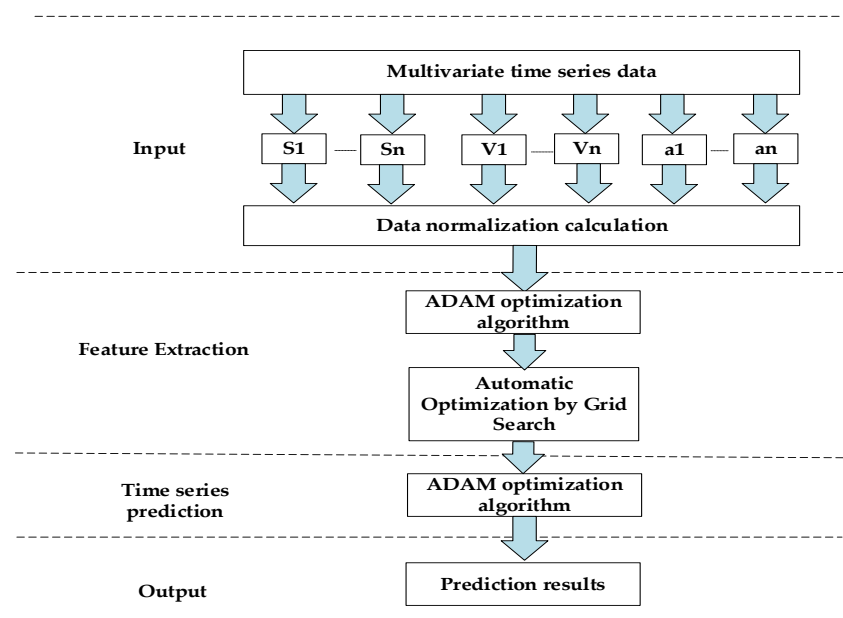 Multivariate time series data
Input
S1
Sn
V1
Vn
a1
an
Data normalization calculation
Feature Extraction
ADAM optimization
algorithm
Automatic
Optimization by Grid
Search
Time series
prediction
ADAM optimization
algorithm
Output
Prediction results